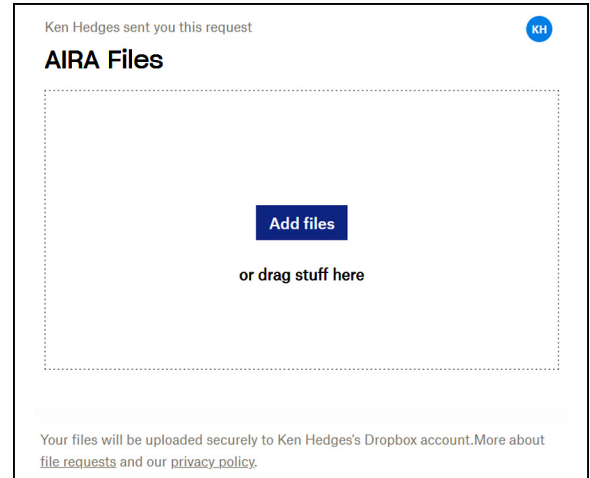 Ken Hedges sent you this request
KH
AIRA Files
Add files
or drag stuff here
Your files will be uploaded securely to Ken Hedges's Dropbox account.More about
file requests and our privacy policy.